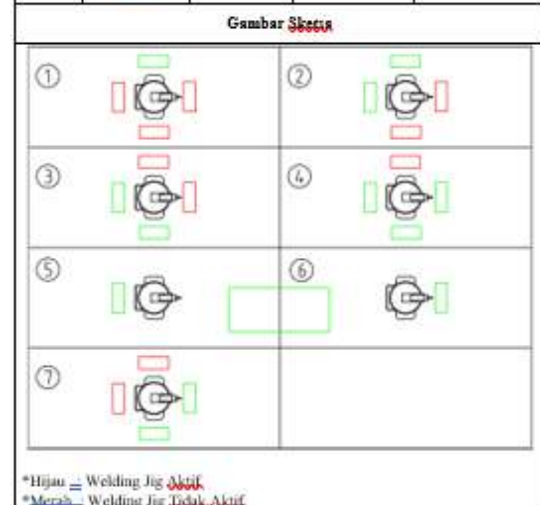 Gambar Sketsa
1
2
3
4
5
6
7
*Hijau : Welding Jig Aktif
*Merah : Welding Jig Tidak Aktif